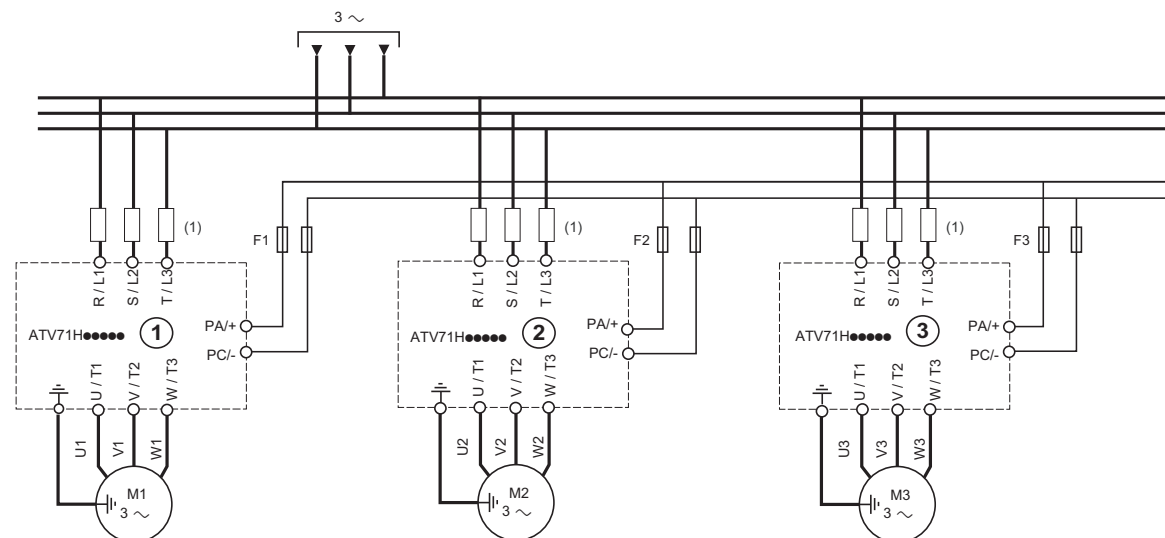 3 ~
(1)
(1)
(1)
F1
F2
F3
R / L1
S / L2
T / L3
R / L1
S / L2
T / L3
R / L1
S / L2
T / L3
ATV71H●●●●●
1
PA/+
PC/-
ATV71H●●●●●
2
PA/+
PC/-
ATV71H●●●●●
3
PA/+
PC/-
U / T1
V / T2
W / T3
U / T1
V / T2
W / T3
U / T1
V / T2
W / T3
U1
V1
W1
U2
V2
W2
U3
V3
W3
M1
3 ~
M2
3 ~
M3
3 ~